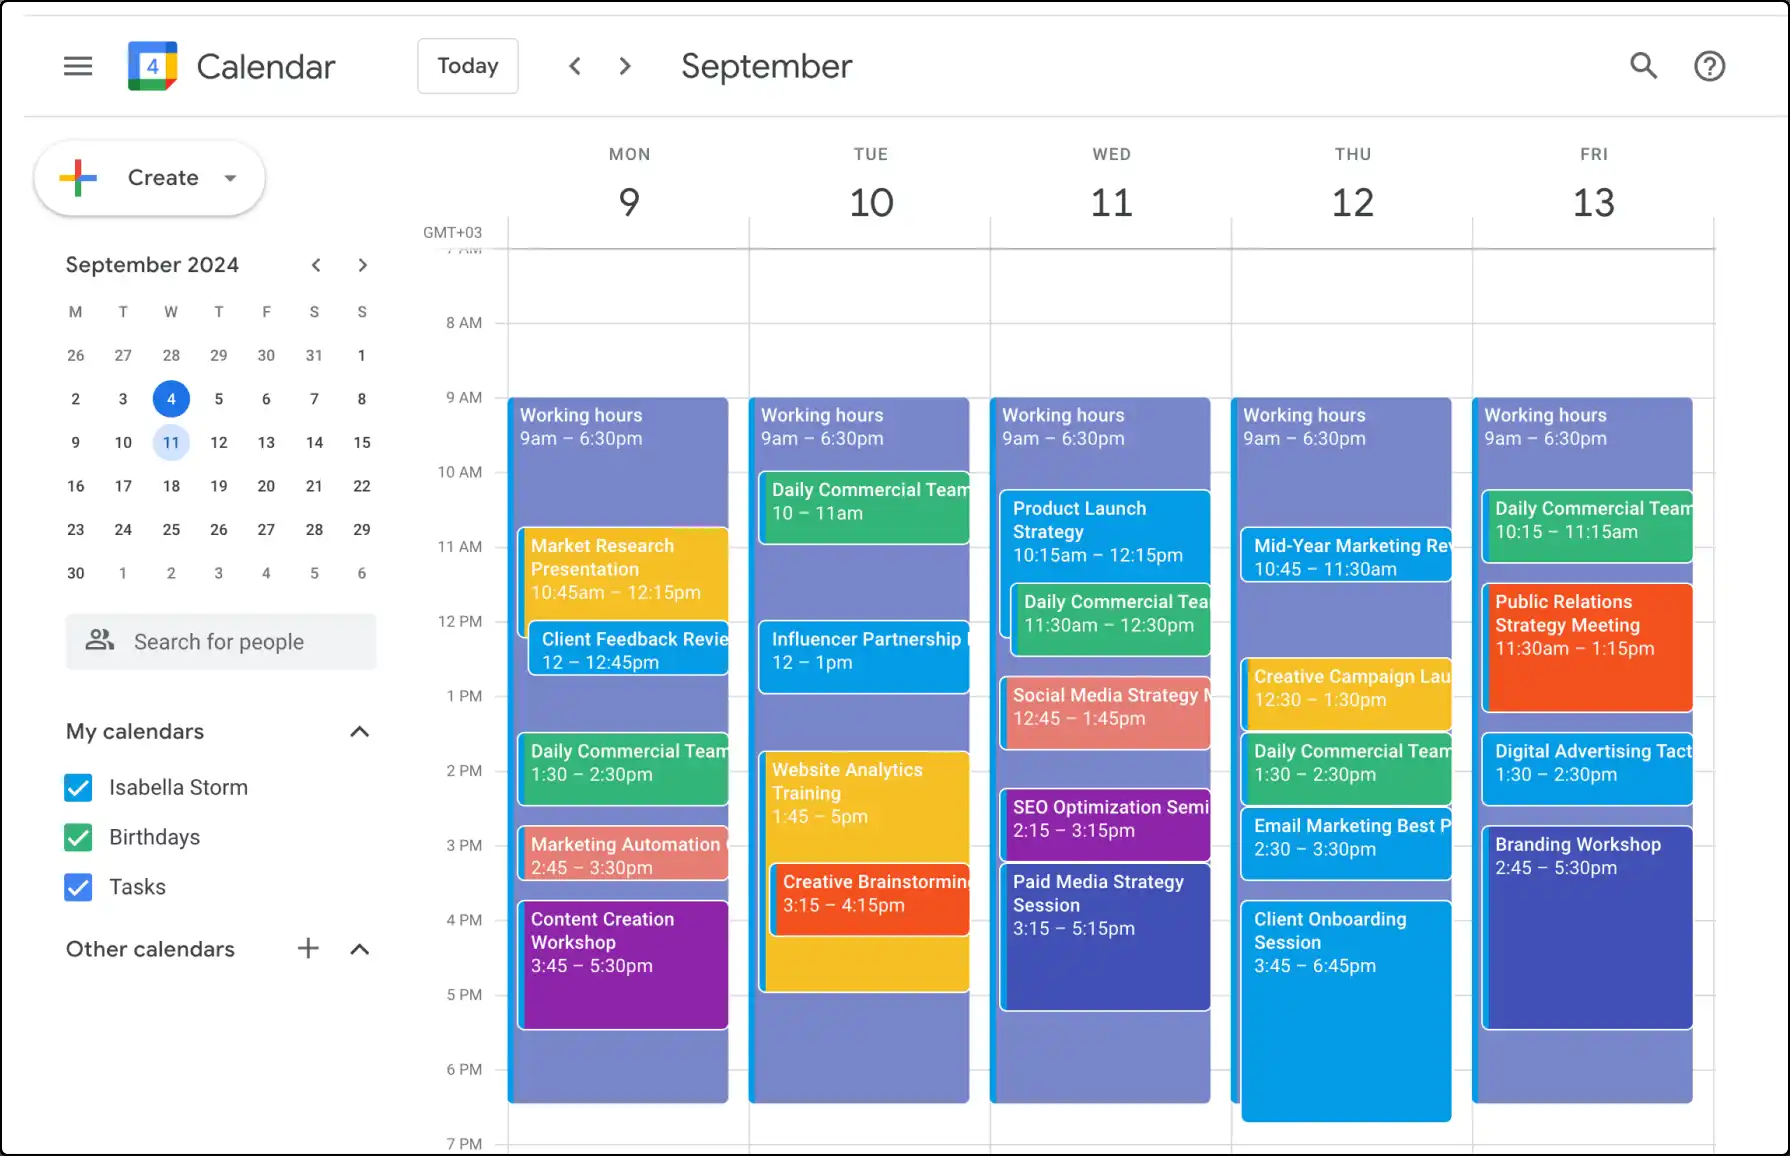 4
Calendar
Today
September
Create
September 2024
M T W T F S S
26 27 28 29 30 31 1
2 3 4 5 6 7 8
9 10 11 12 13 14 15
16 17 18 19 20 21 22
23 24 25 26 27 28 29
30 1 2 3 4 5 6
Search for people
My calendars
Isabella Storm
Birthdays
Tasks
Other calendars
MON TUE WED THU FRI
9 10 11 12 13
GMT+03
7 AM
8 AM
9 AM
10 AM
11 AM
12 PM
1 PM
2 PM
3 PM
4 PM
5 PM
6 PM
7 PM
Working hours
9am – 6:30pm
Market Research
Presentation
10:45am – 12:15pm
Client Feedback Revie
12 – 12:45pm
Daily Commercial Team
1:30 – 2:30pm
Marketing Automation
2:45 – 3:30pm
Content Creation
Workshop
3:45 – 5:30pm
Working hours
9am – 6:30pm
Daily Commercial Team
10 – 11am
Influencer Partnership
12 – 1pm
Website Analytics
Training
1:45 – 5pm
Creative Brainstorming
3:15 – 4:15pm
Working hours
9am – 6:30pm
Product Launch
Strategy
10:15am – 12:15pm
Daily Commercial Tea
11:30am – 12:30pm
Social Media Strategy M
12:45 – 1:45pm
SEO Optimization Semi
2:15 – 3:15pm
Paid Media Strategy
Session
3:15 – 5:15pm
Working hours
9am – 6:30pm
Mid-Year Marketing Rev
10:45 – 11:30am
Creative Campaign Lau
12:30 – 1:30pm
Daily Commercial Team
1:30 – 2:30pm
Email Marketing Best P
2:30 – 3:30pm
Client Onboarding
Session
3:45 – 6:45pm
Working hours
9am – 6:30pm
Daily Commercial Team
10:15 – 11:15am
Public Relations
Strategy Meeting
11:30am – 1:15pm
Digital Advertising Tact
1:30 – 2:30pm
Branding Workshop
2:45 – 5:30pm